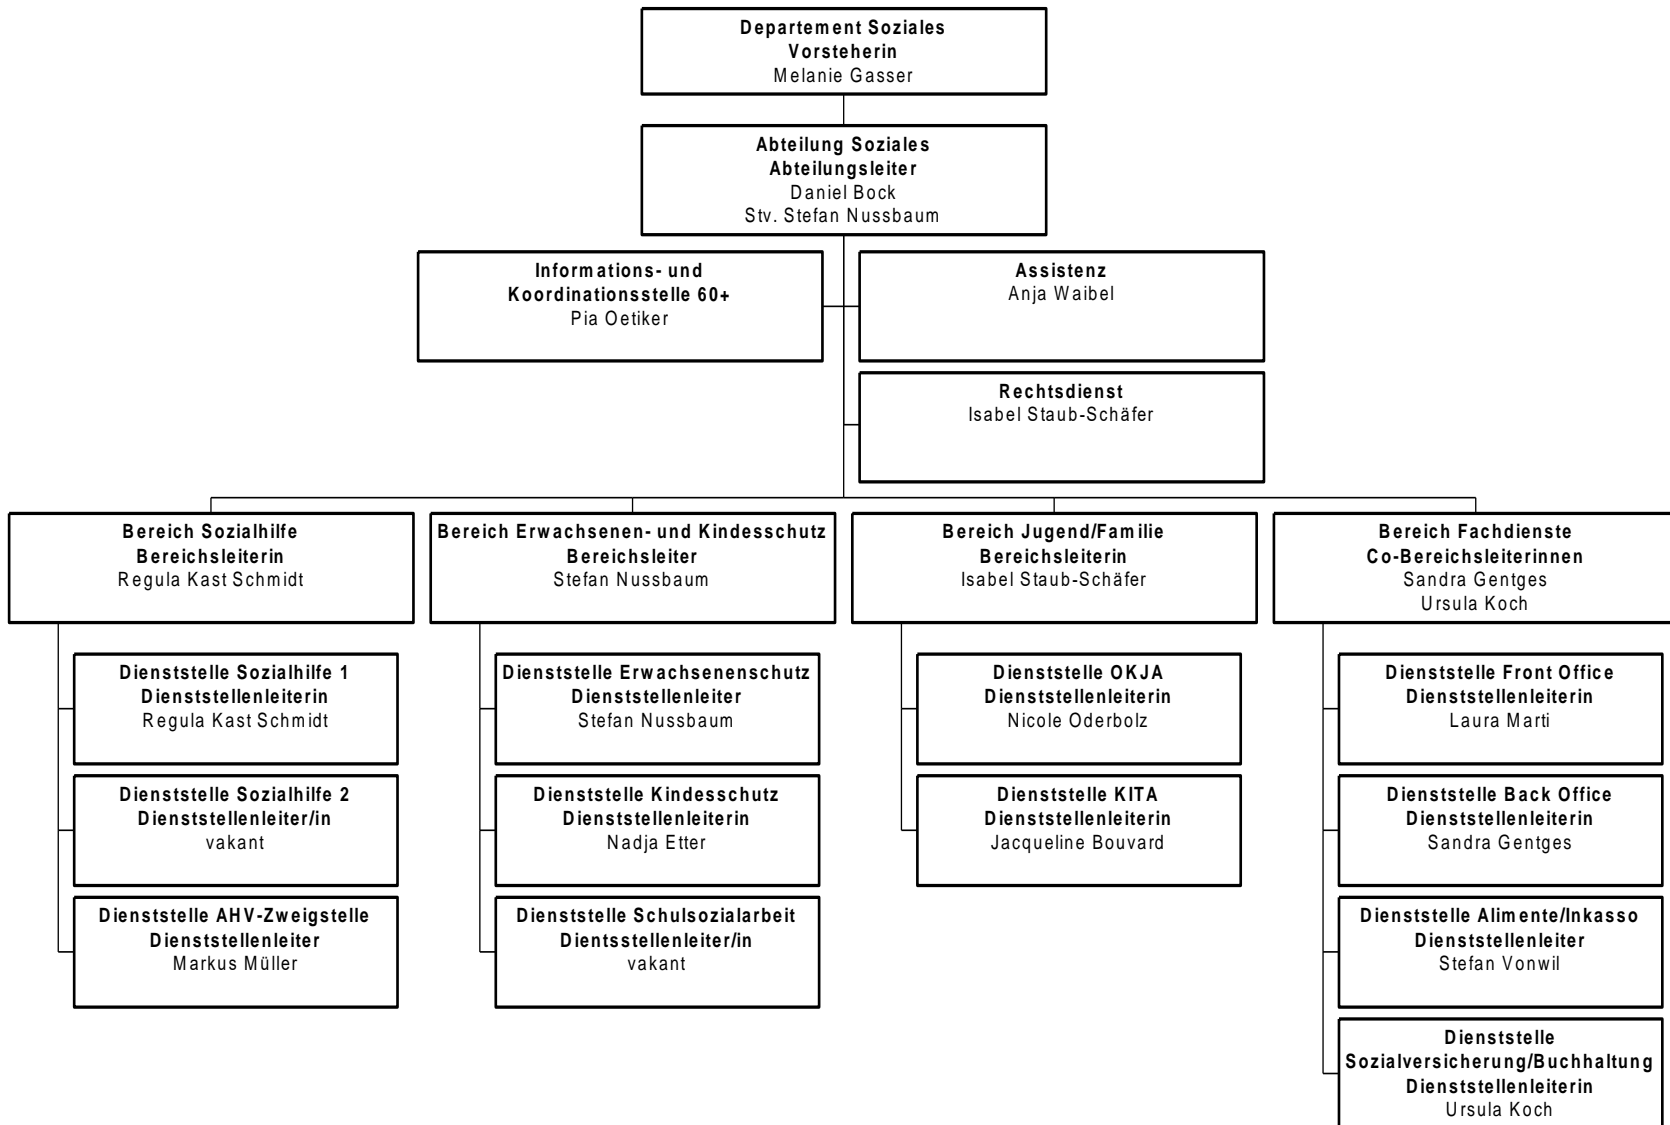 Departement Soziales
Vorsteherin
Melanie Gasser
Abteilung Soziales
Abteilungsleiter
Daniel Bock
Stv. Stefan Nussbaum
Informations- und
Koordinationsstelle 60+
Pia Oetiker
Assistenz
Anja Waibel
Rechtsdienst
Isabel Staub-Schäfer
Bereich Sozialhilfe
Bereichsleiterin
Regula Kast Schmidt
Bereich Erwachsenen- und Kindesschutz
Bereichsleiter
Stefan Nussbaum
Bereich Jugend/Familie
Bereichsleiterin
Isabel Staub-Schäfer
Bereich Fachdienste
Co-Bereichsleiterinnen
Sandra Gentges
Ursula Koch
Dienststelle Sozialhilfe 1
Dienststellenleiterin
Regula Kast Schmidt
Dienststelle Sozialhilfe 2
Dienststellenleiter/in
vakant
Dienststelle AHV-Zweigstelle
Dienststellenleiter
Markus Müller
Dienststelle Erwachsenenschutz
Dienststellenleiter
Stefan Nussbaum
Dienststelle Kindesschutz
Dienststellenleiterin
Nadja Etter
Dienststelle Schulsozialarbeit
Dientsstellenleiter/in
vakant
Dienststelle OKJA
Dienststellenleiterin
Nicole Oderbolz
Dienststelle KITA
Dienststellenleiterin
Jacqueline Bouvard
Dienststelle Front Office
Dienststellenleiterin
Laura Marti
Dienststelle Back Office
Dienststellenleiterin
Sandra Gentges
Dienststelle Alimente/Inkasso
Dienststellenleiter
Stefan Vonwil
Dienststelle
Sozialversicherung/Buchhaltung
Dienststellenleiterin
Ursula Koch